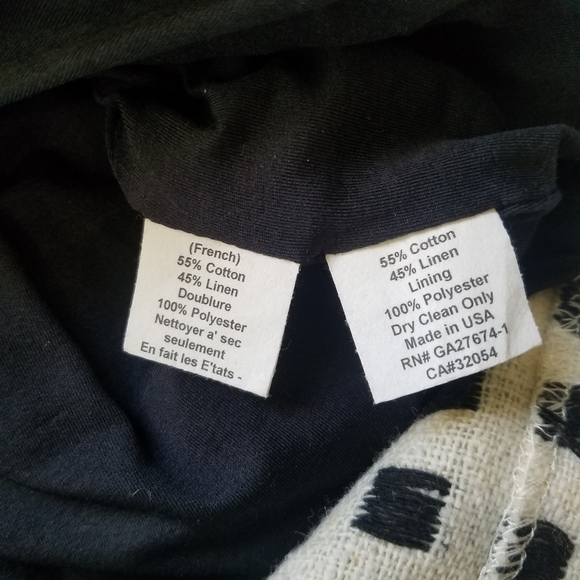 (French)
55% Cotton
45% Linen
Doublure
100% Polyester
Nettoyer a' sec
seulement
En fait les E'tats -
55% Cotton
45% Linen
Lining
100% Polyester
Dry Clean Only
Made in USA
RN# GA27674-1
CA#32054